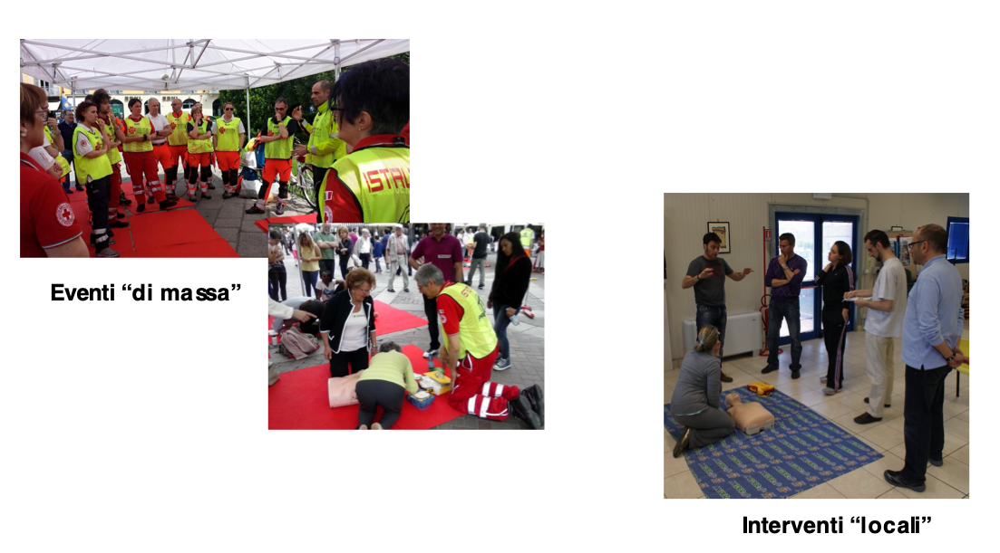 ISTRU
Eventi “di massa”
Interventi “locali”